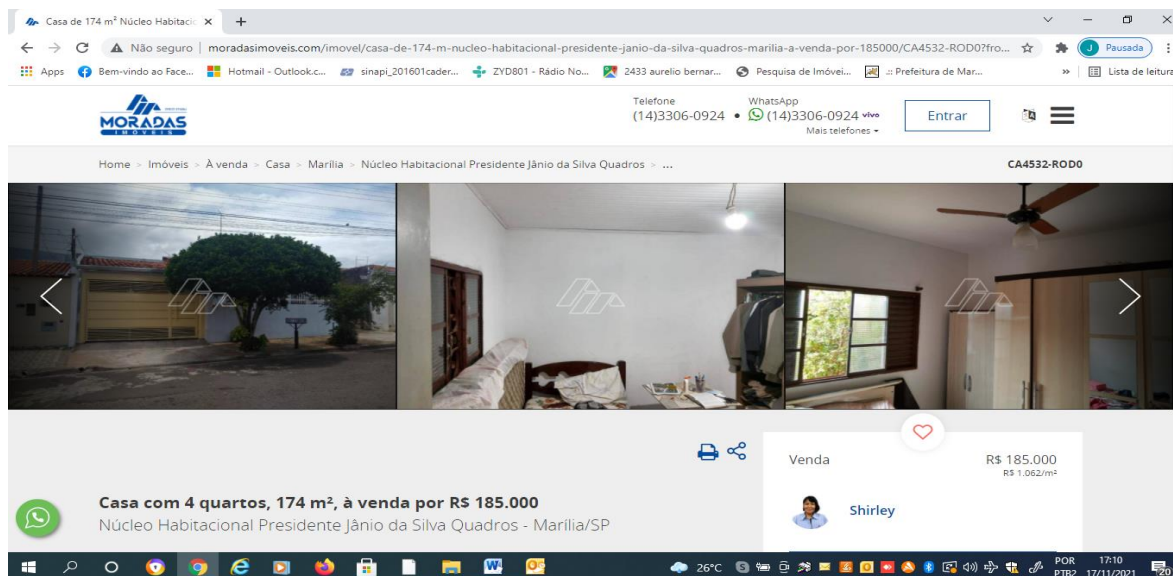 Casa de 174 m² Núcleo Habitacio
Não seguro | moradasimoveis.com/imovel/casa-de-174-m-nucleo-habitacional-presidente-janio-da-silva-quadros-marilia-a-venda-por-185000/CA4532-ROD0?fro...
J Pausada
Apps Bem-vindo ao Face... Hotmail - Outlook.c... sinapi_201601cader... ZYD801 - Rádio No... 2433 aurelio bernar... Pesquisa de Imóvei... .:: Prefeitura de Mar... » Lista de leitura
MORADAS
IMÓVEIS
Telefone
(14)3306-0924 •
WhatsApp
(14)3306-0924 vivo
Mais telefones
Entrar
Home > Imóveis > À venda > Casa > Marília > Núcleo Habitacional Presidente Jânio da Silva Quadros > ...
CA4532-ROD0
Venda
R$ 185.000
R$ 1.062/m²
Shirley
Casa com 4 quartos, 174 m², à venda por R$ 185.000
Núcleo Habitacional Presidente Jânio da Silva Quadros - Marília/SP
26°C
POR
PTB2
17:10
17/11/2021
20